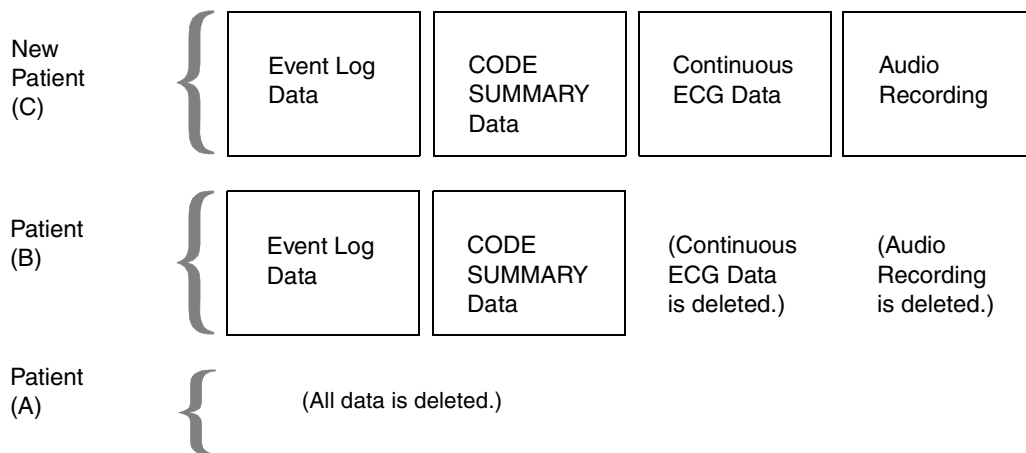 New
Patient
(C)
Event Log
Data
CODE
SUMMARY
Data
Continuous
ECG Data
Audio
Recording
Patient
(B)
Event Log
Data
CODE
SUMMARY
Data
(Continuous
ECG Data
is deleted.)
(Audio
Recording
is deleted.)
Patient
(A)
(All data is deleted.)